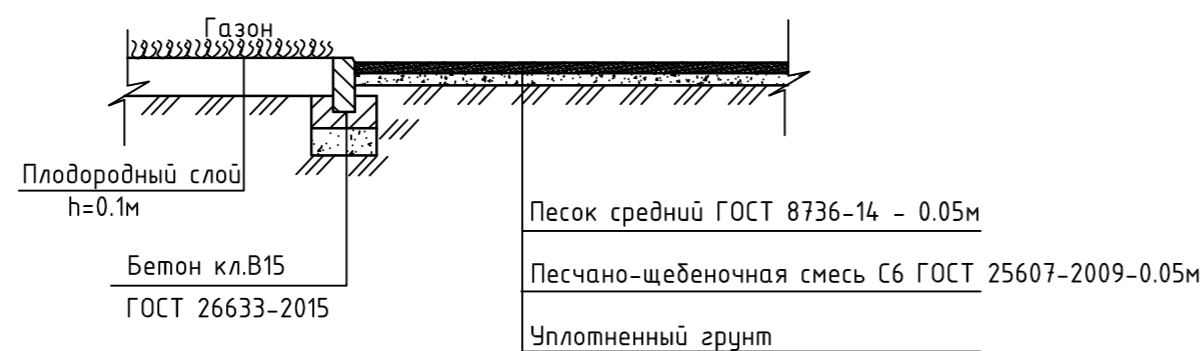 Газон
Плодородный слой
h=0.1м
Бетон кл.В15
ГОСТ 26633-2015
Песок средний ГОСТ 8736-14 - 0.05м
Песчано-щебеночная смесь С6 ГОСТ 25607-2009-0.05м
Уплотненный грунт